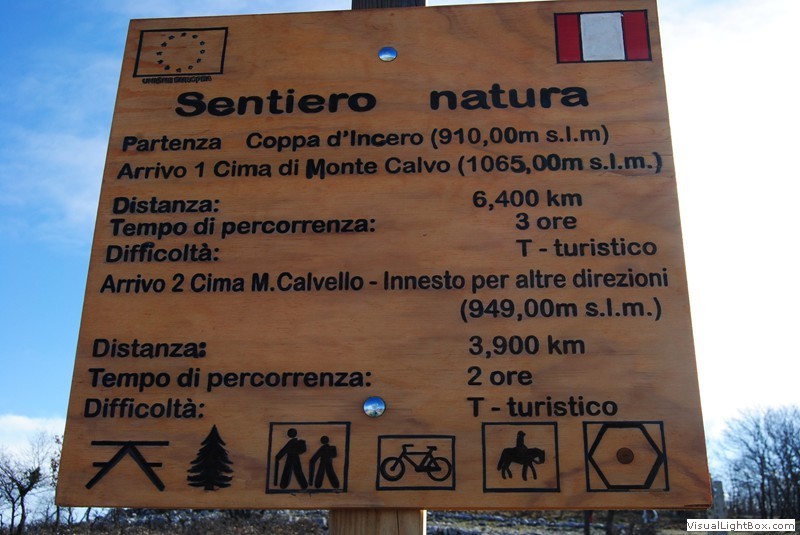 UNIONE EUROPEA
Sentiero natura
Partenza Coppa d'Incero (910,00m s.l.m)
Arrivo 1 Cima di Monte Calvo (1065,00m s.l.m.)
Distanza: 6,400 km
Tempo di percorrenza: 3 ore
Difficoltà: T - turistico
Arrivo 2 Cima M.Calvello - Innesto per altre direzioni
(949,00m s.l.m.)
Distanza: 3,900 km
Tempo di percorrenza: 2 ore
Difficoltà: T - turistico
VisualLightBox.com